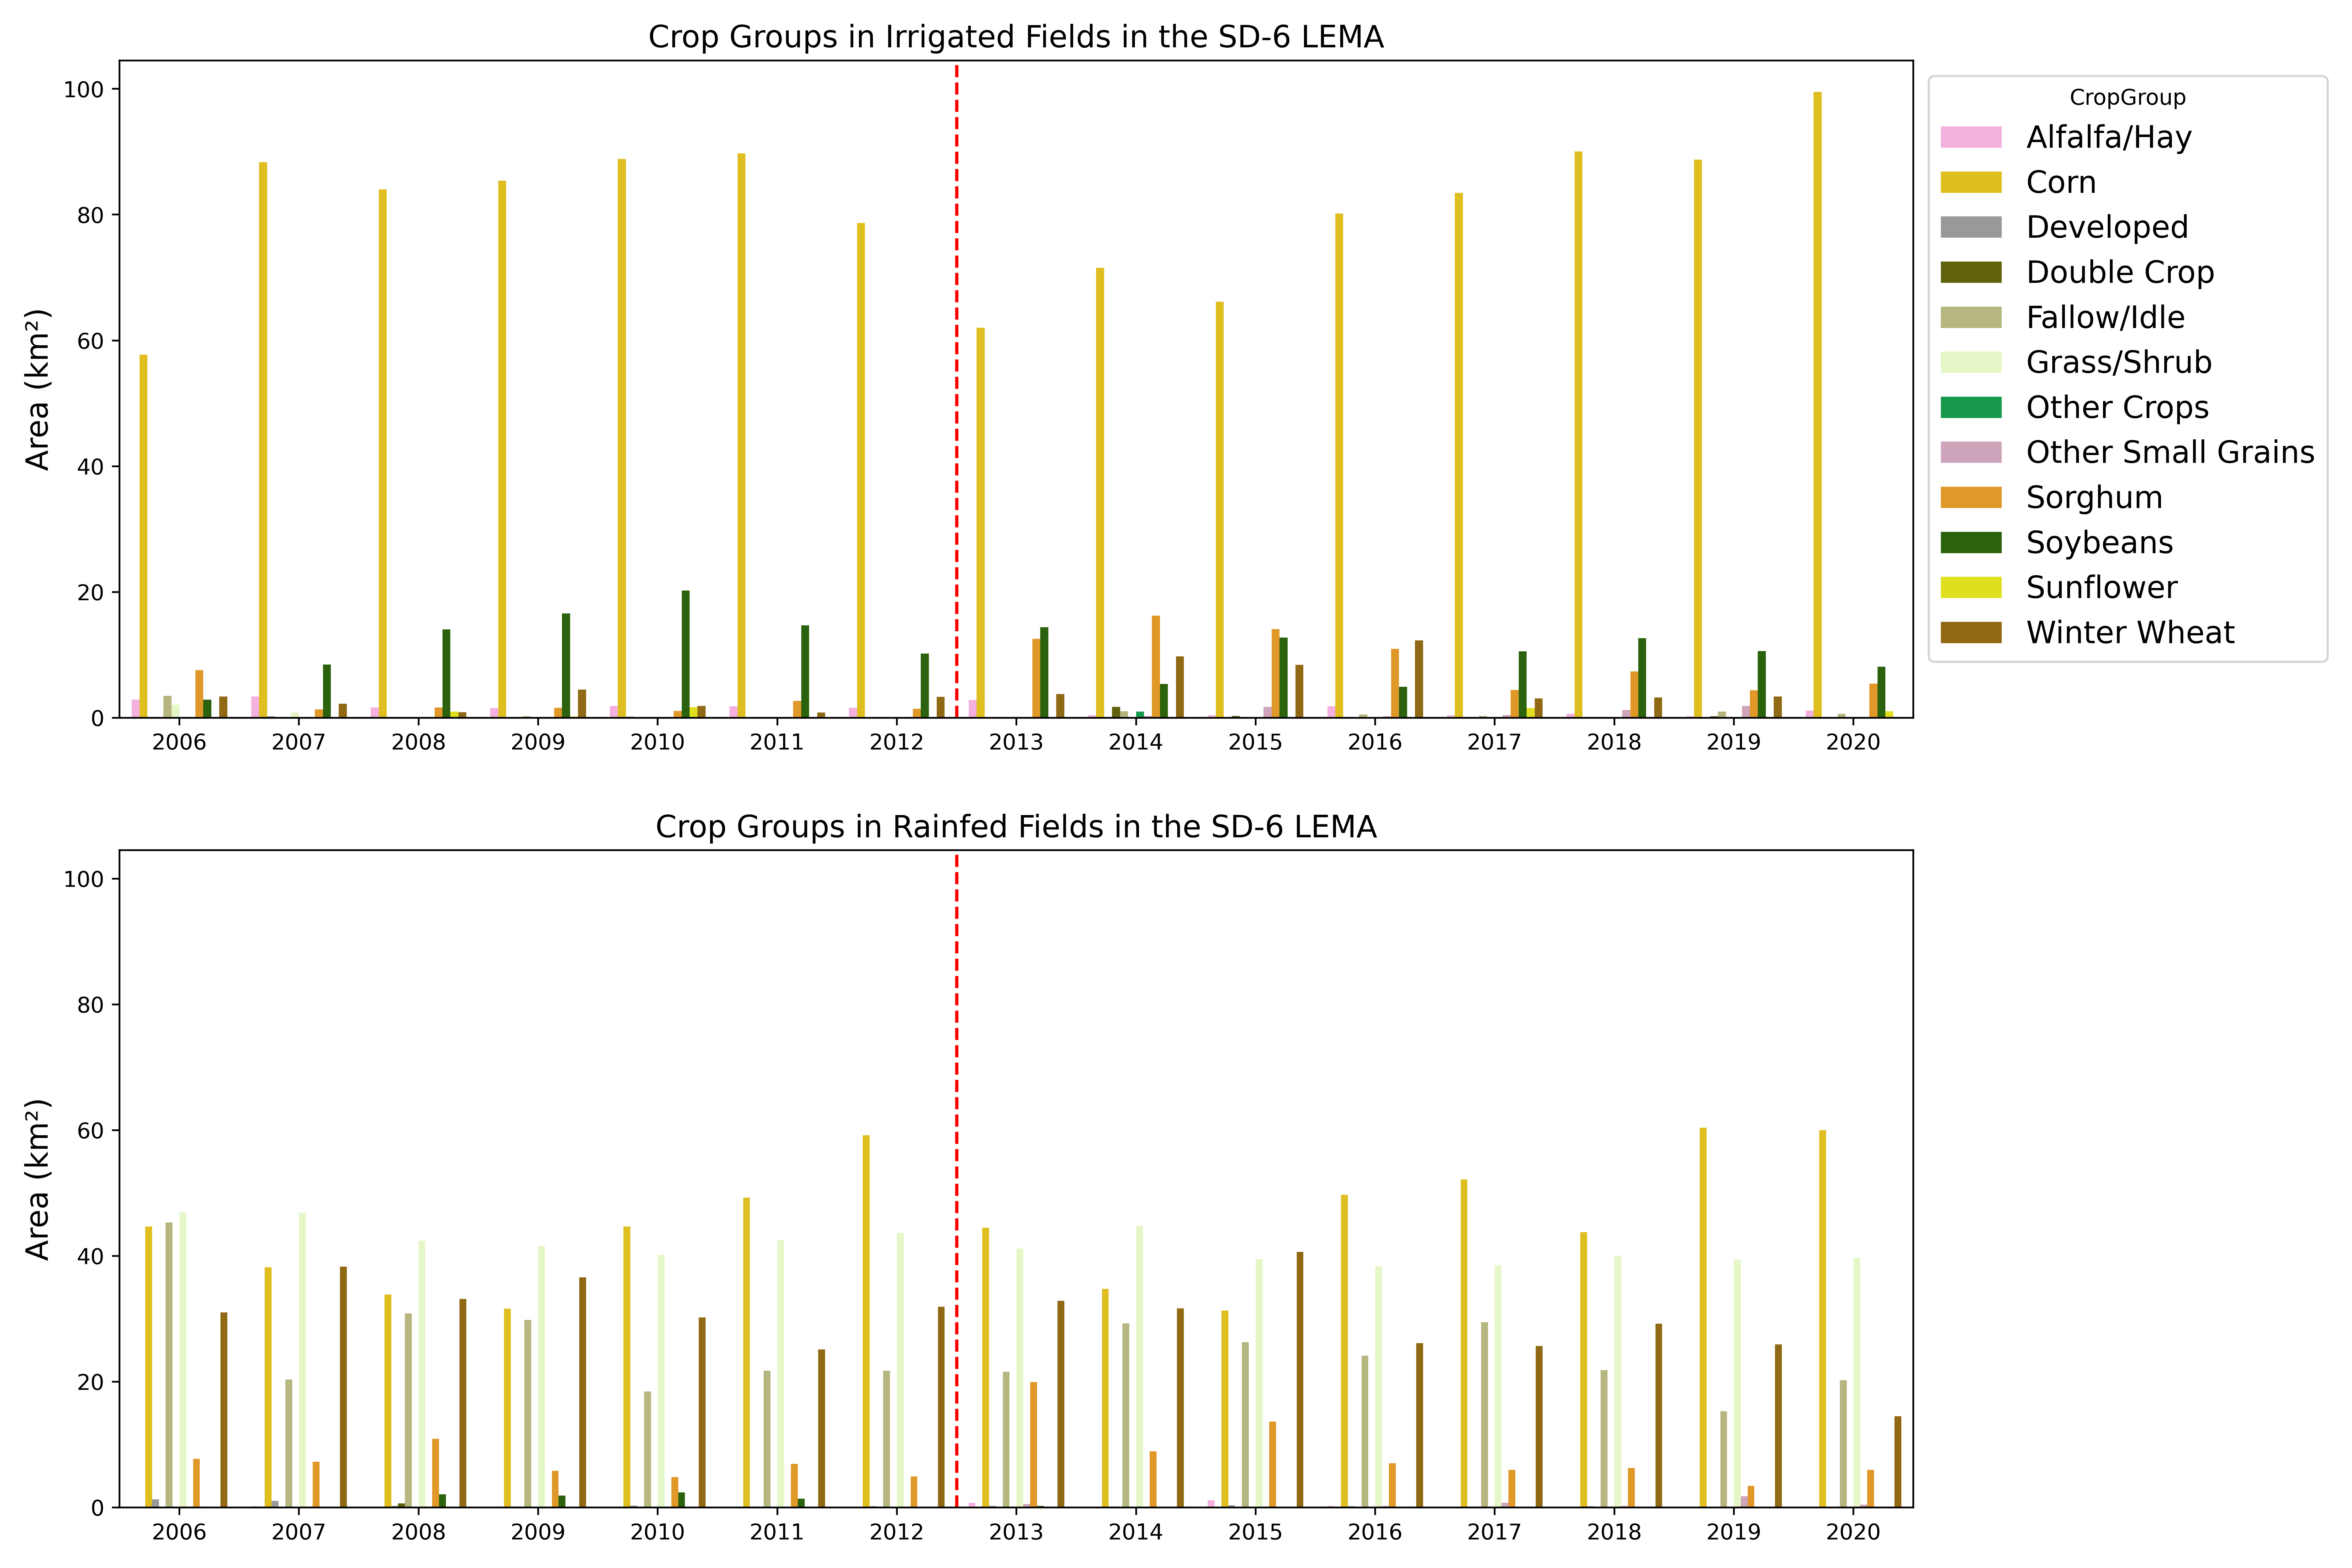 Crop Groups in Irrigated Fields in the SD-6 LEMA
100
80
60
40
20
0
Area (km²)
2006 2007 2008 2009 2010 2011 2012 2013 2014 2015 2016 2017 2018 2019 2020
CropGroup
Alfalfa/Hay
Corn
Developed
Double Crop
Fallow/Idle
Grass/Shrub
Other Crops
Other Small Grains
Sorghum
Soybeans
Sunflower
Winter Wheat
Crop Groups in Rainfed Fields in the SD-6 LEMA
100
80
60
40
20
0
Area (km²)
2006 2007 2008 2009 2010 2011 2012 2013 2014 2015 2016 2017 2018 2019 2020